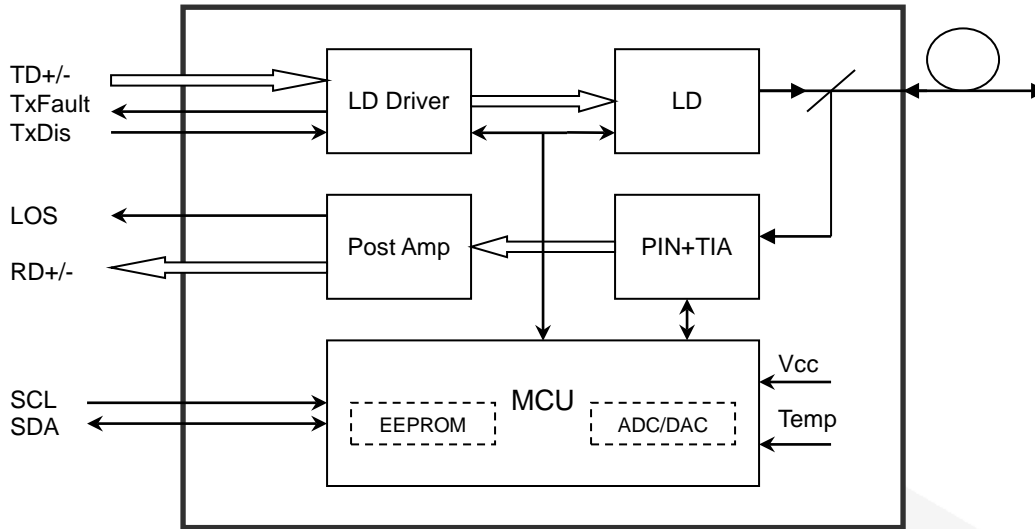 TD+/-
TxFault
TxDis
LD Driver
LD
LOS
RD+/-
Post Amp
PIN+TIA
SCL
SDA
MCU
EEPROM
ADC/DAC
Vcc
Temp